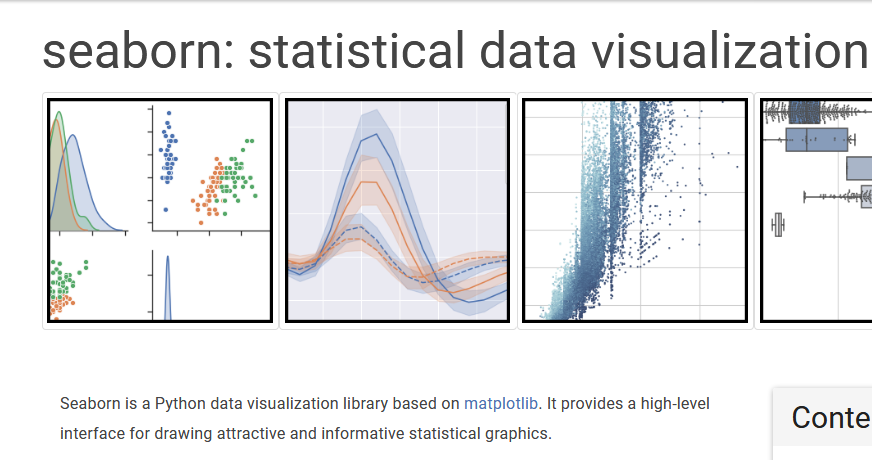 seaborn: statistical data visualization
Seaborn is a Python data visualization library based on matplotlib. It provides a high-level
interface for drawing attractive and informative statistical graphics.
Conte